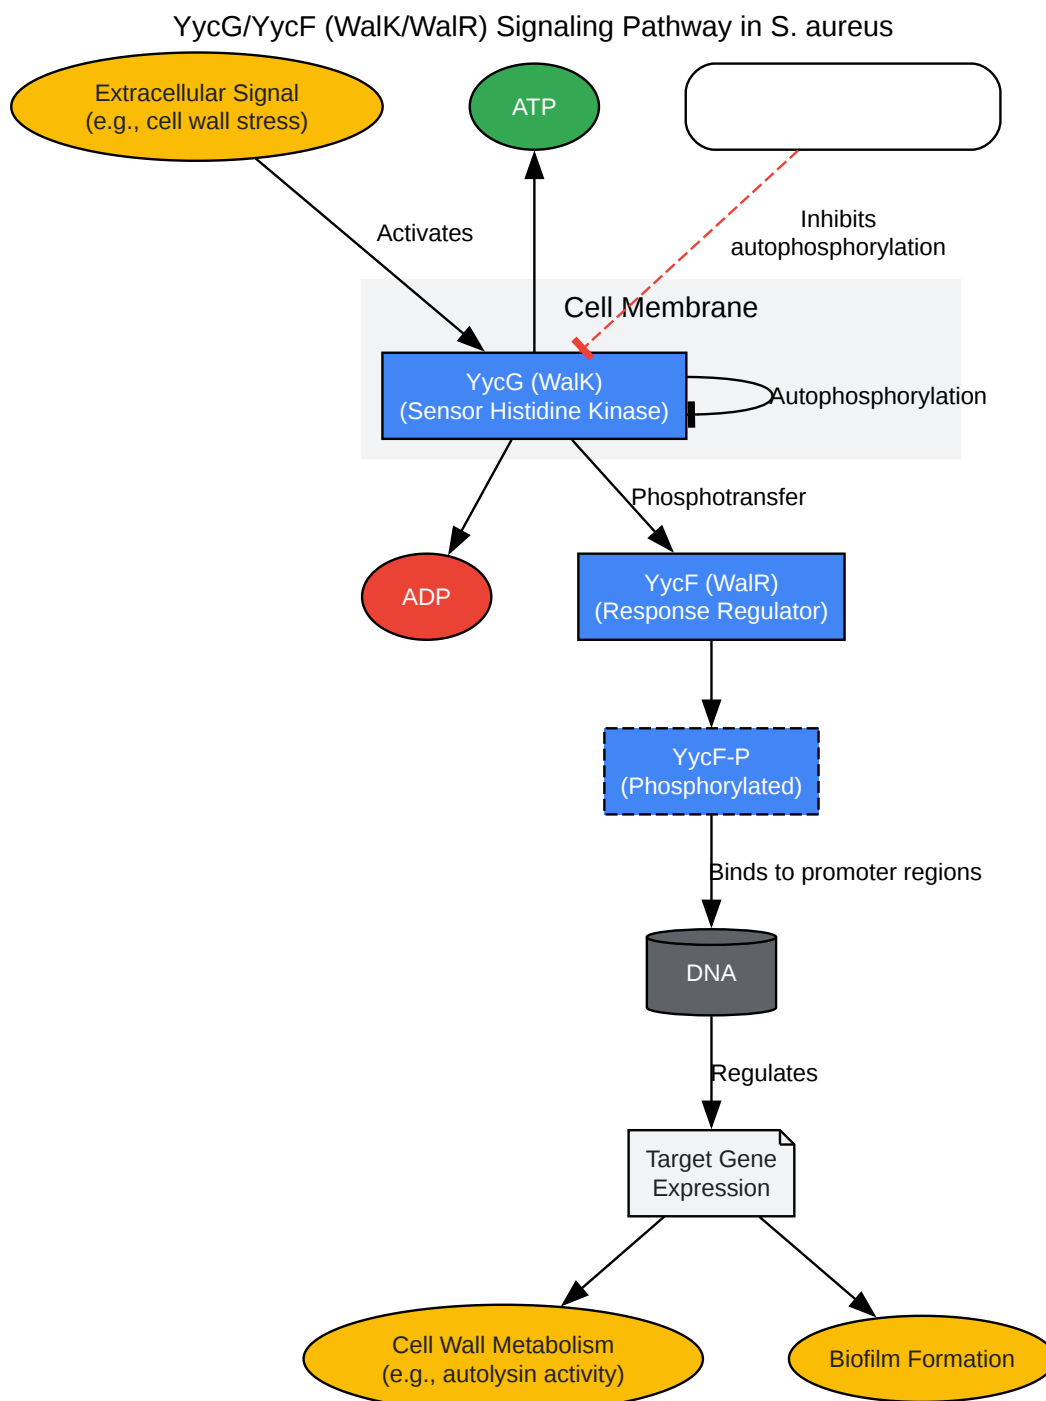 YycG/YycF (WalK/WalR) Signaling Pathway in S. aureus
Extracellular Signal
(e.g., cell wall stress)
ATP
Activates
Inhibits
autophosphorylation
Cell Membrane
YycG (WalK)
(Sensor Histidine Kinase)
Autophosphorylation
Phosphotransfer
ADP
YycF (WalR)
(Response Regulator)
YycF-P
(Phosphorylated)
Binds to promoter regions
DNA
Regulates
Target Gene
Expression
Cell Wall Metabolism
(e.g., autolysin activity)
Biofilm Formation